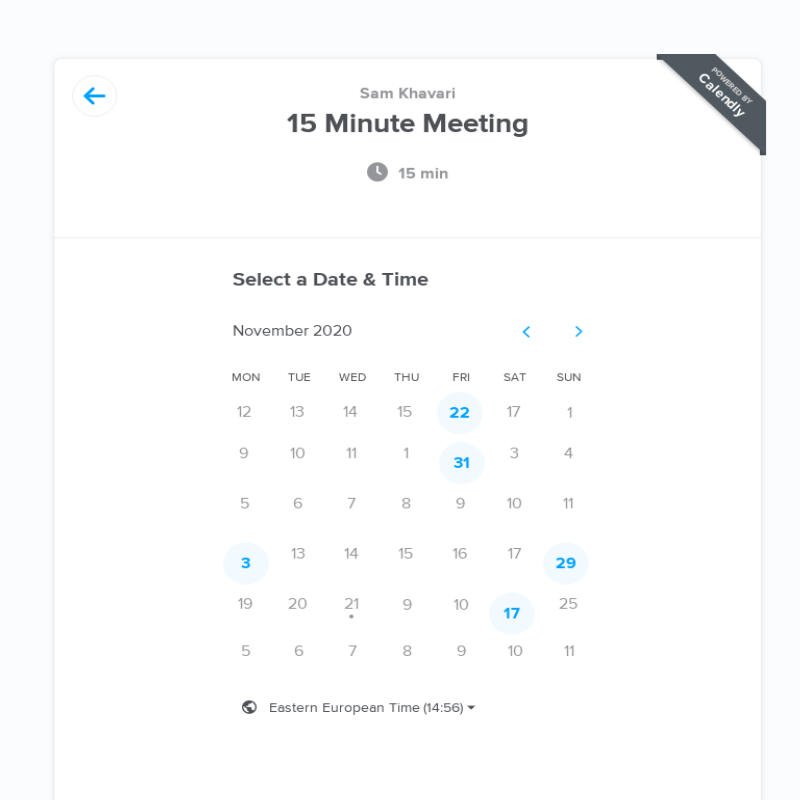 POWERED BY
Calendly
Sam Khavari
15 Minute Meeting
15 min
Select a Date & Time
November 2020
MON TUE WED THU FRI SAT SUN
12 13 14 15 22 17 1
9 10 11 1 31 3 4
5 6 7 8 9 10 11
3 13 14 15 16 17 29
19 20 21 9 10 17 25
5 6 7 8 9 10 11
Eastern European Time (14:56)